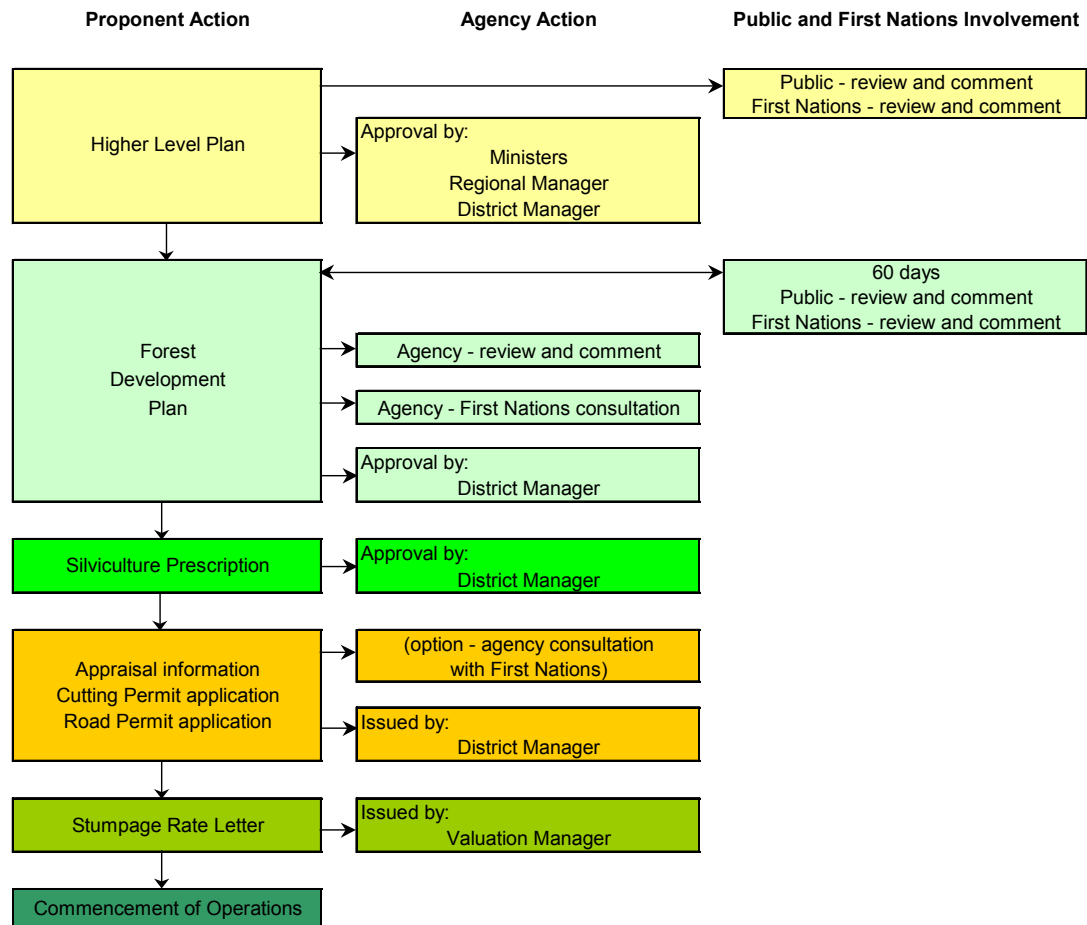 Proponent Action
Agency Action
Public and First Nations Involvement
Higher Level Plan
Public - review and comment
First Nations - review and comment
Approval by:
Ministers
Regional Manager
District Manager
Forest
Development
Plan
60 days
Public - review and comment
First Nations - review and comment
Agency - review and comment
Agency - First Nations consultation
Approval by:
District Manager
Silviculture Prescription
Approval by:
District Manager
Appraisal information
Cutting Permit application
Road Permit application
(option - agency consultation
with First Nations)
Issued by:
District Manager
Stumpage Rate Letter
Issued by:
Valuation Manager
Commencement of Operations